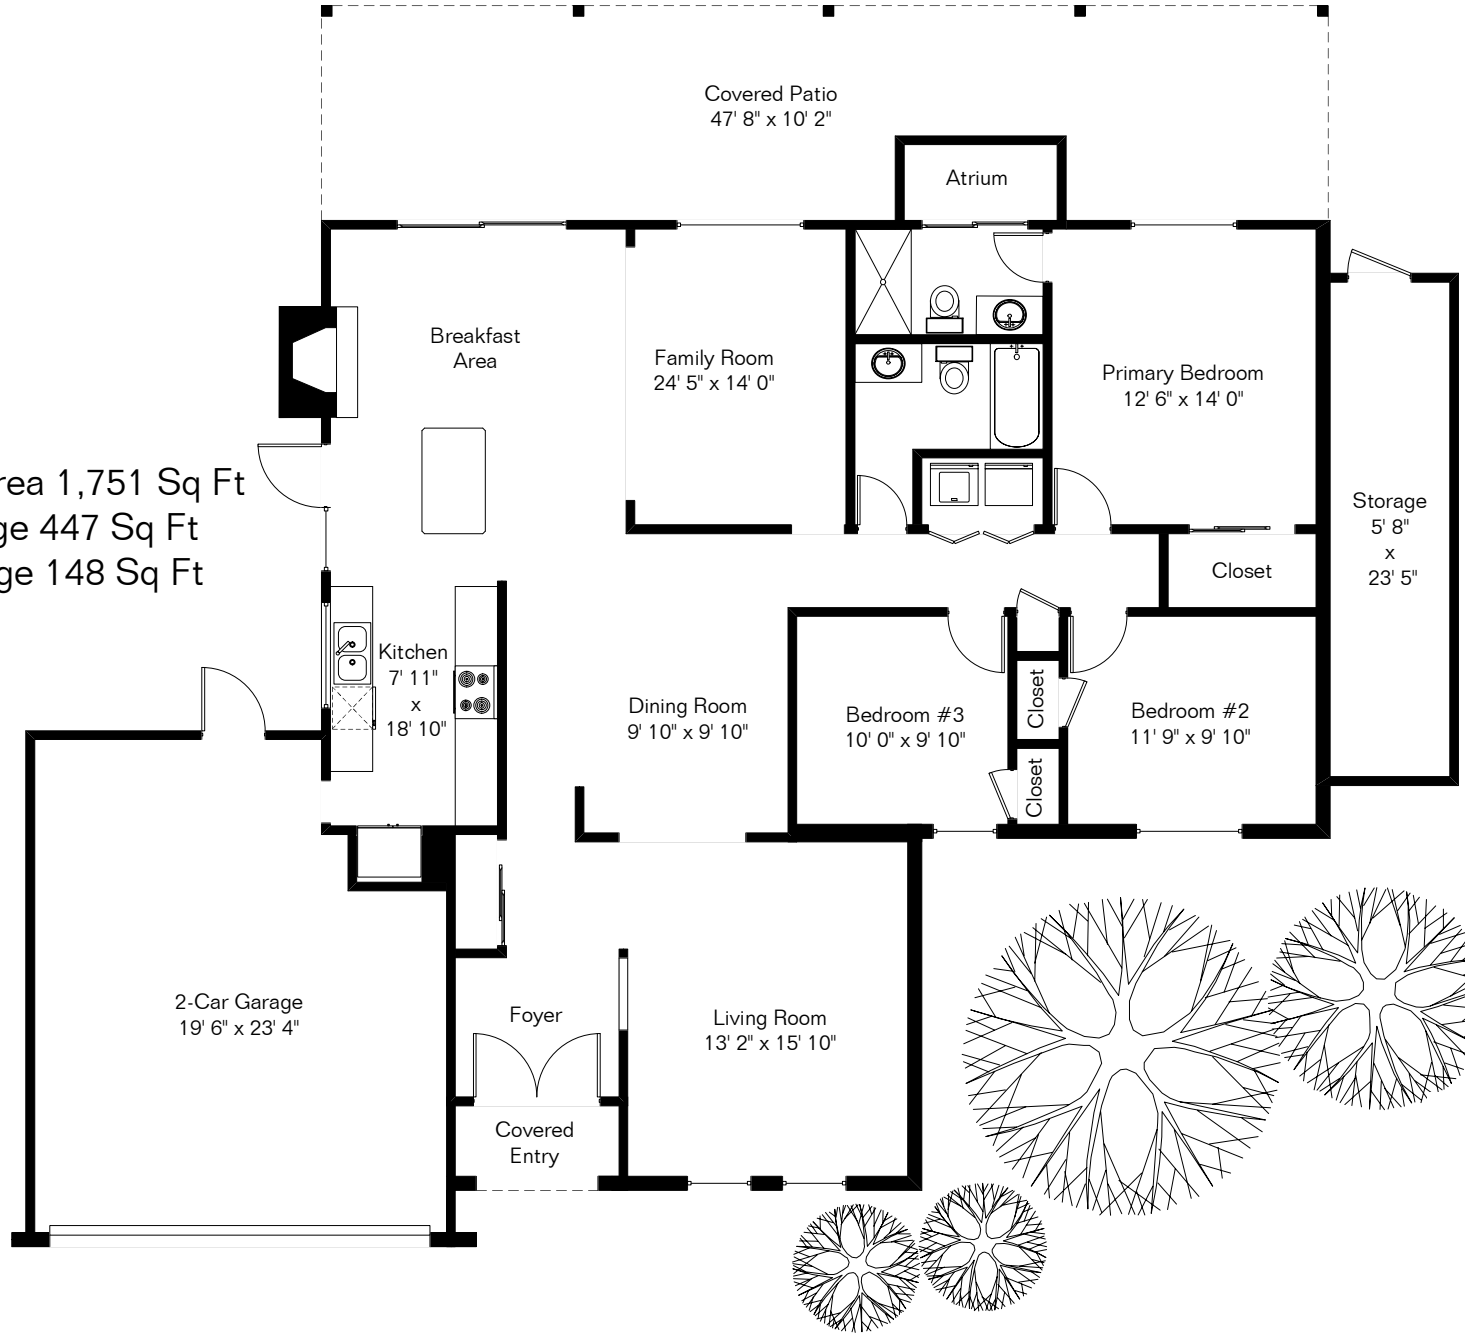 Covered Patio
47' 8" x 10' 2"
Atrium
Breakfast
Area
Family Room
24' 5" x 14' 0"
Primary Bedroom
12' 6" x 14' 0"
rea 1,751 Sq Ft
ge 447 Sq Ft
ge 148 Sq Ft
Storage
5' 8"
x
23' 5"
Closet
Kitchen
7' 11"
x
18' 10"
Dining Room
9' 10" x 9' 10"
Bedroom #3
10' 0" x 9' 10"
Closet
Bedroom #2
11' 9" x 9' 10"
Closet
2-Car Garage
19' 6" x 23' 4"
Foyer
Living Room
13' 2" x 15' 10"
Covered
Entry